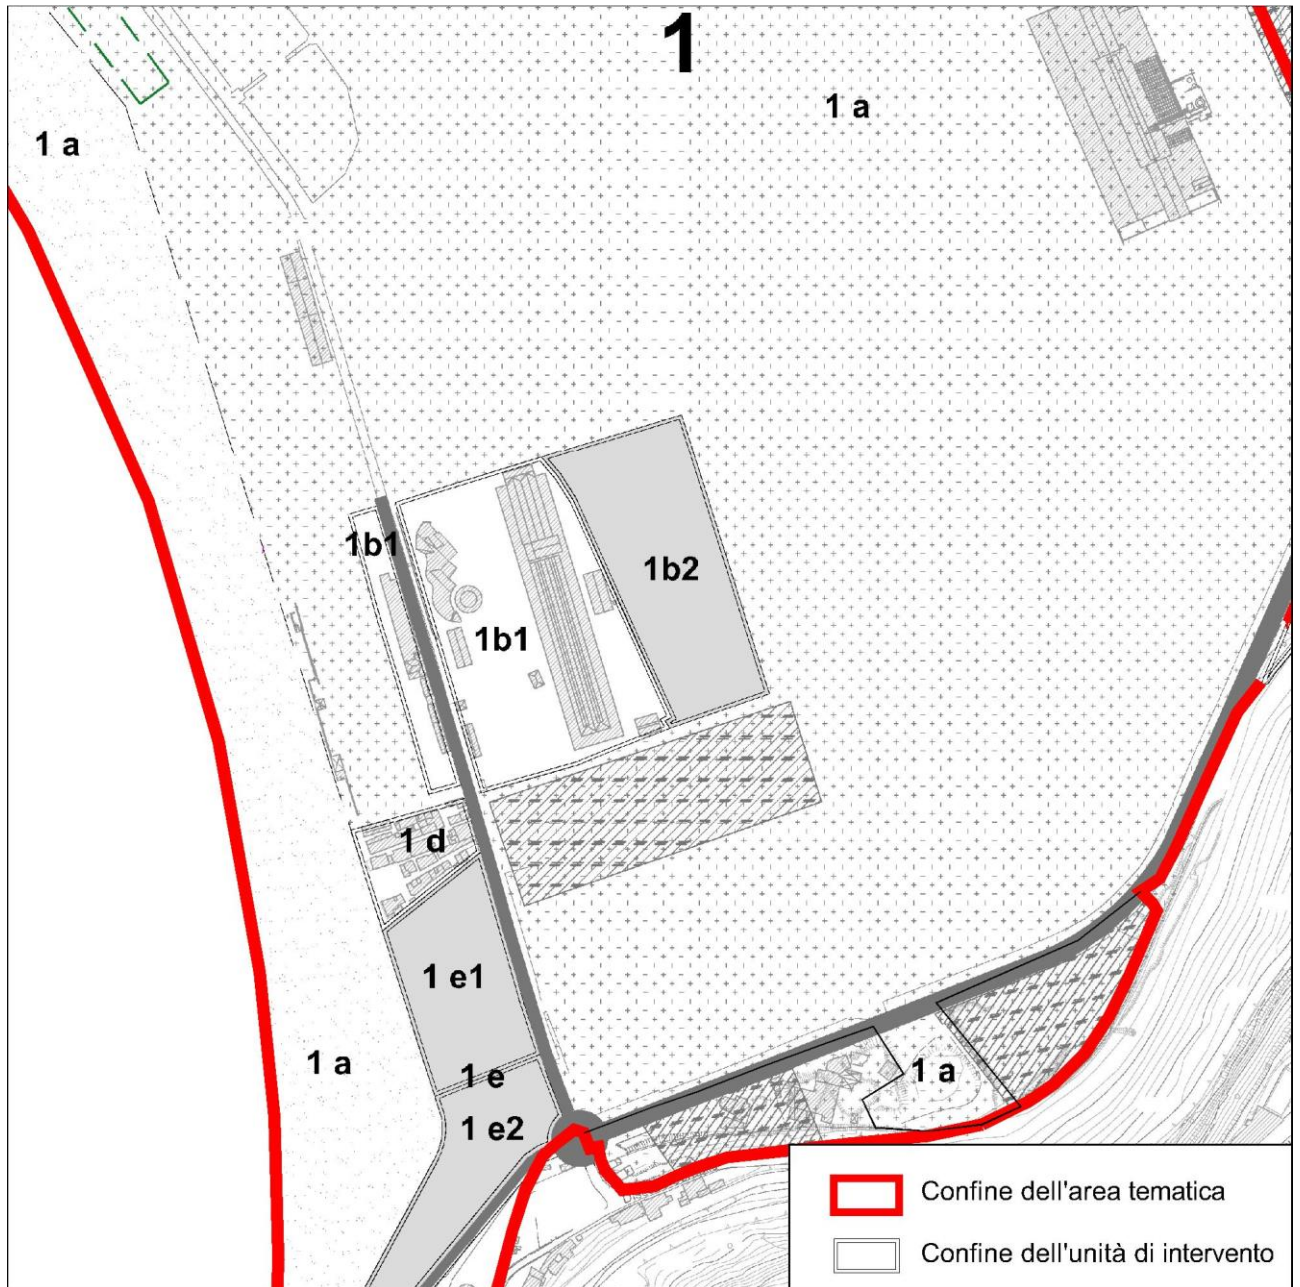 1
1 a
1 a
1b1
1b2
1b1
1 d
1 e1
1 a
1 e
1 a
1 e2
Confine dell'area tematica
Confine dell'unità di intervento